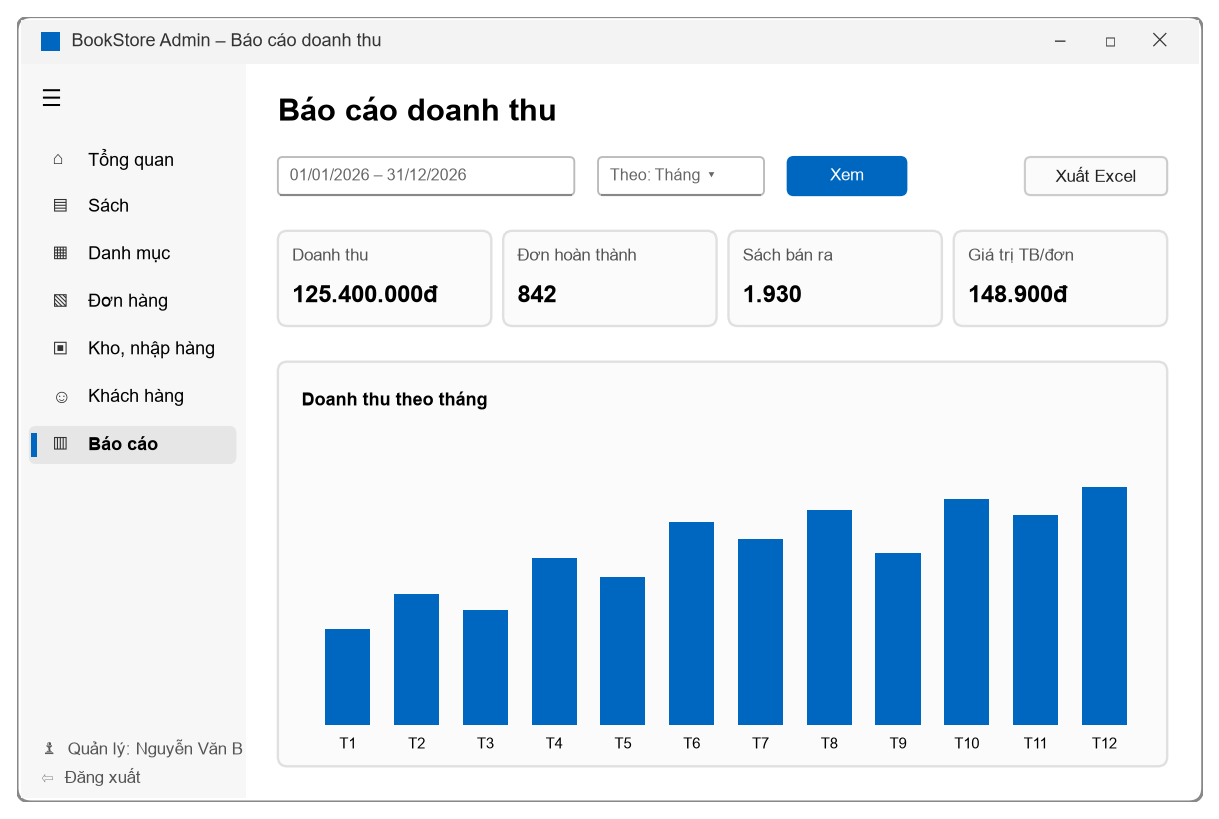 BookStore Admin – Báo cáo doanh thu
Báo cáo doanh thu
01/01/2026 – 31/12/2026
Theo: Tháng ▾
Xem
Xuất Excel
Tổng quan
Sách
Danh mục
Đơn hàng
Kho, nhập hàng
Khách hàng
Báo cáo
Doanh thu
125.400.000đ
Đơn hoàn thành
842
Sách bán ra
1.930
Giá trị TB/đơn
148.900đ
Doanh thu theo tháng
T1 T2 T3 T4 T5 T6 T7 T8 T9 T10 T11 T12
Quản lý: Nguyễn Văn B
Đăng xuất